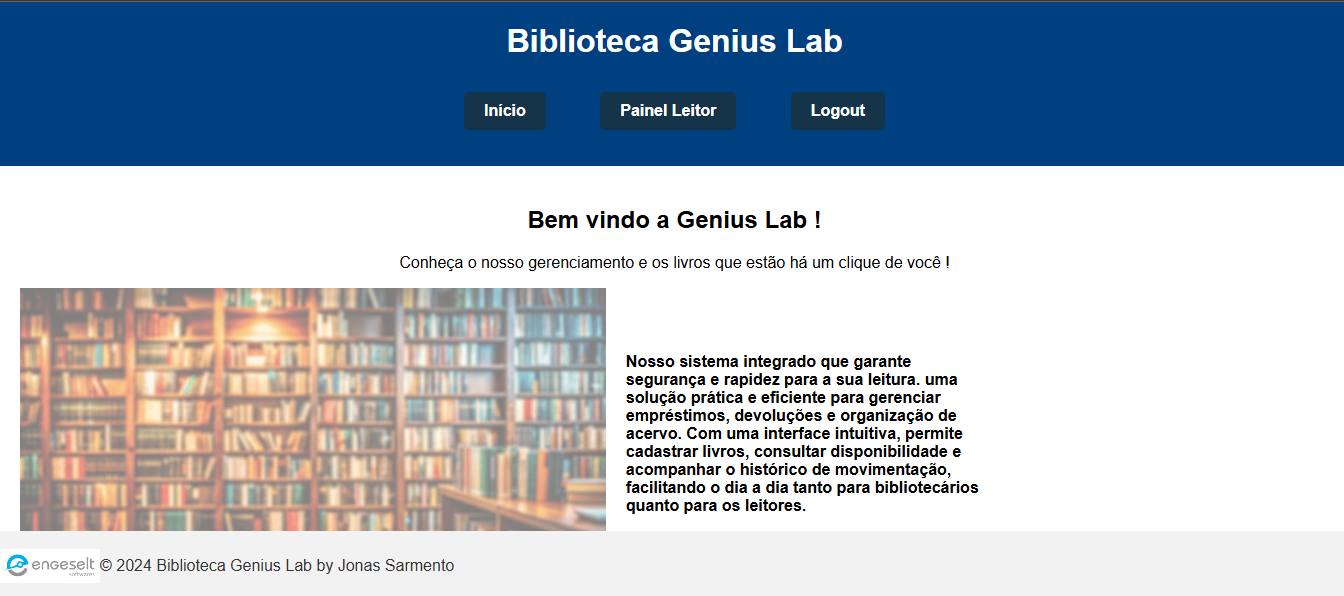 Biblioteca Genius Lab
Início
Painel Leitor
Logout
Bem vindo a Genius Lab !
Conheça o nosso gerenciamento e os livros que estão há um clique de você !
Nosso sistema integrado que garante
segurança e rapidez para a sua leitura. uma
solução prática e eficiente para gerenciar
empréstimos, devoluções e organização de
acervo. Com uma interface intuitiva, permite
cadastrar livros, consultar disponibilidade e
acompanhar o histórico de movimentação,
facilitando o dia a dia tanto para bibliotecários
quanto para os leitores.
engeselt
softwares
© 2024 Biblioteca Genius Lab by Jonas Sarmento